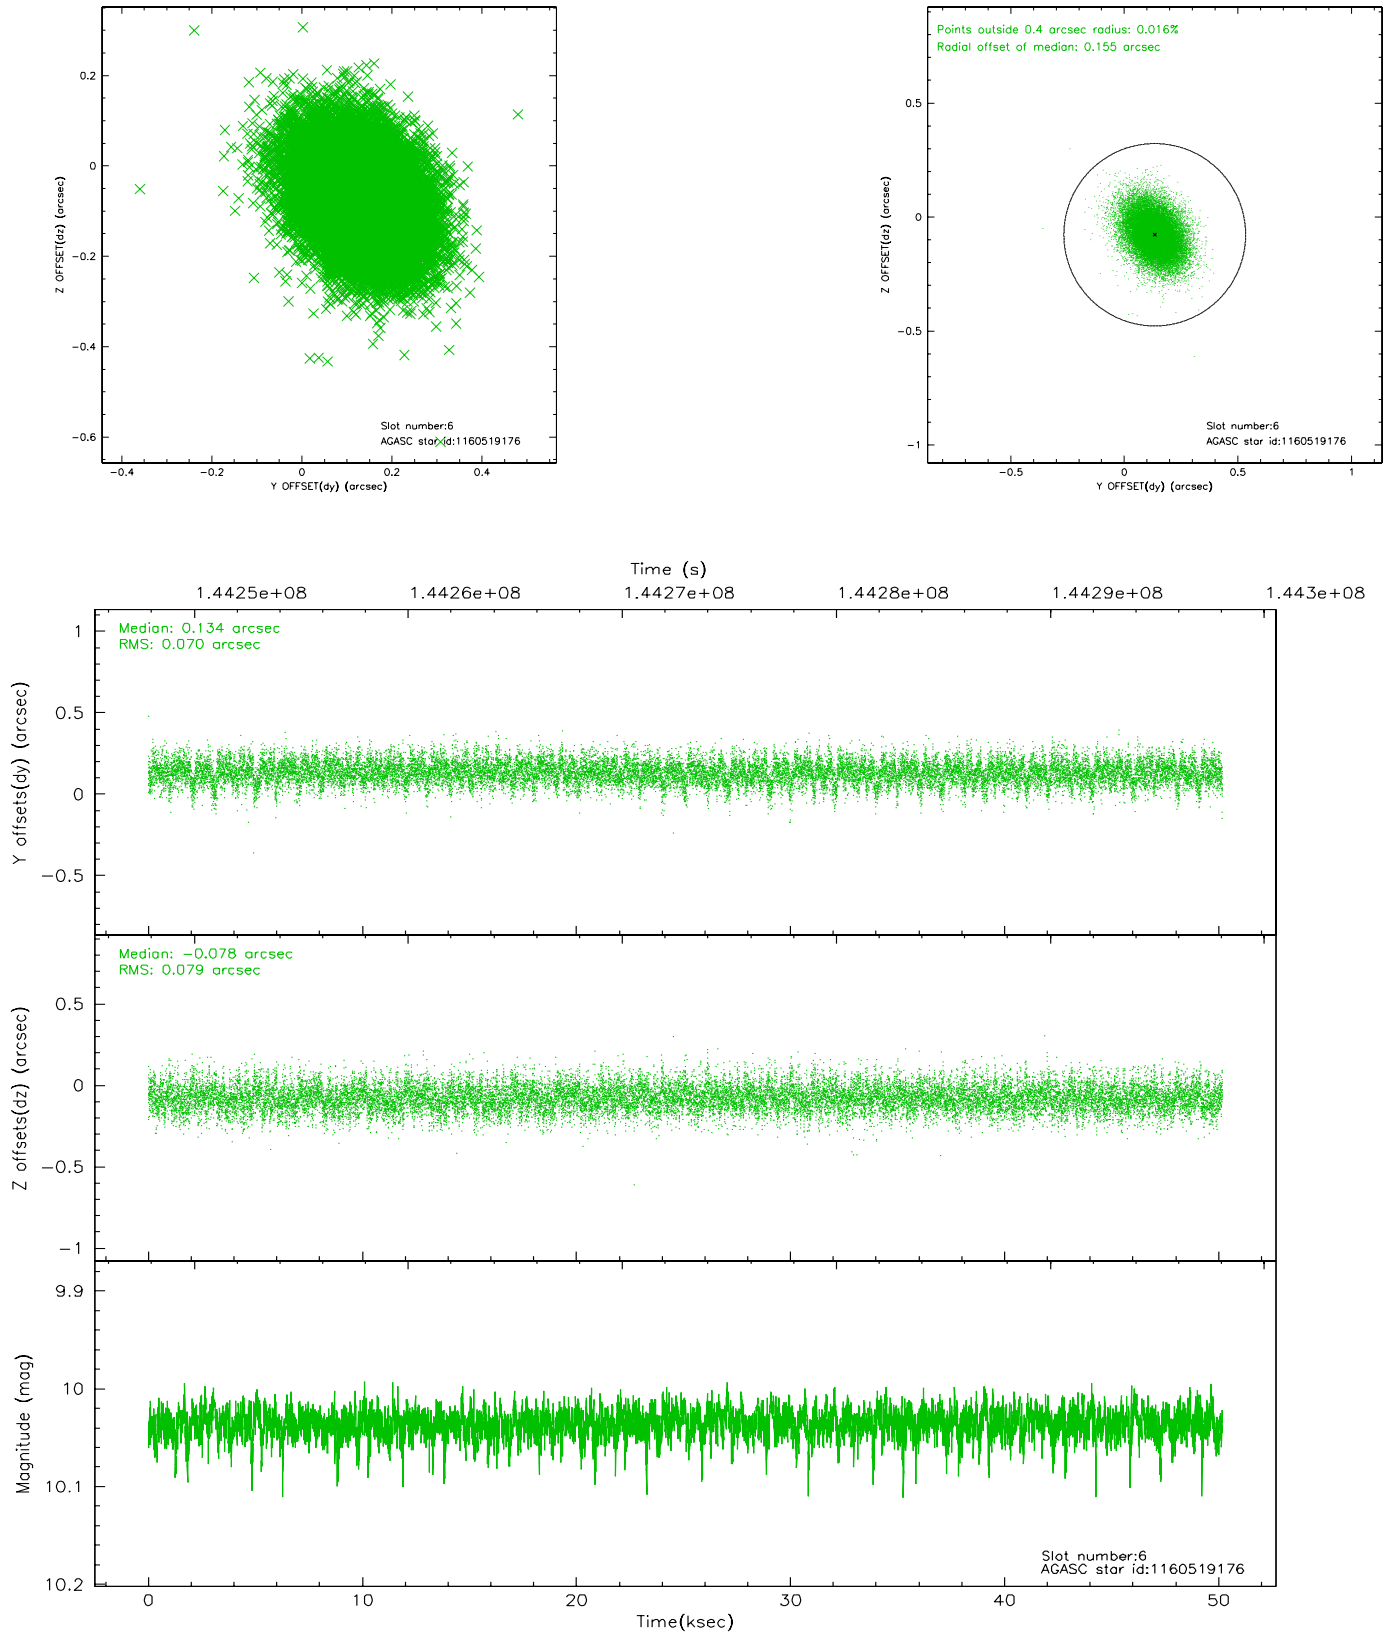 0.2
0
−0.2
−0.4
−0.6
Z OFFSET(dz) (arcsec)
−0.4
−0.2
0
0.2
0.4
Y OFFSET(dy) (arcsec)
Slot number:6
AGASC star id:1160519176
Points outside 0.4 arcsec radius: 0.016%
Radial offset of median: 0.155 arcsec
0.5
0
−0.5
−1
Z OFFSET(dz) (arcsec)
−0.5
0
0.5
1
Y OFFSET(dy) (arcsec)
Slot number:6
AGASC star id:1160519176
Time (s)
1.4425e+08
1.4426e+08
1.4427e+08
1.4428e+08
1.4429e+08
1.443e+08
Median: 0.134 arcsec
RMS: 0.070 arcsec
1
0.5
0
−0.5
Y offsets(dy) (arcsec)
Median: −0.078 arcsec
RMS: 0.079 arcsec
0.5
0
−0.5
−1
Z offsets(dz) (arcsec)
9.9
10
10.1
10.2
Magnitude (mag)
Slot number:6
AGASC star id:1160519176
0
10
20
30
40
50
Time(ksec)